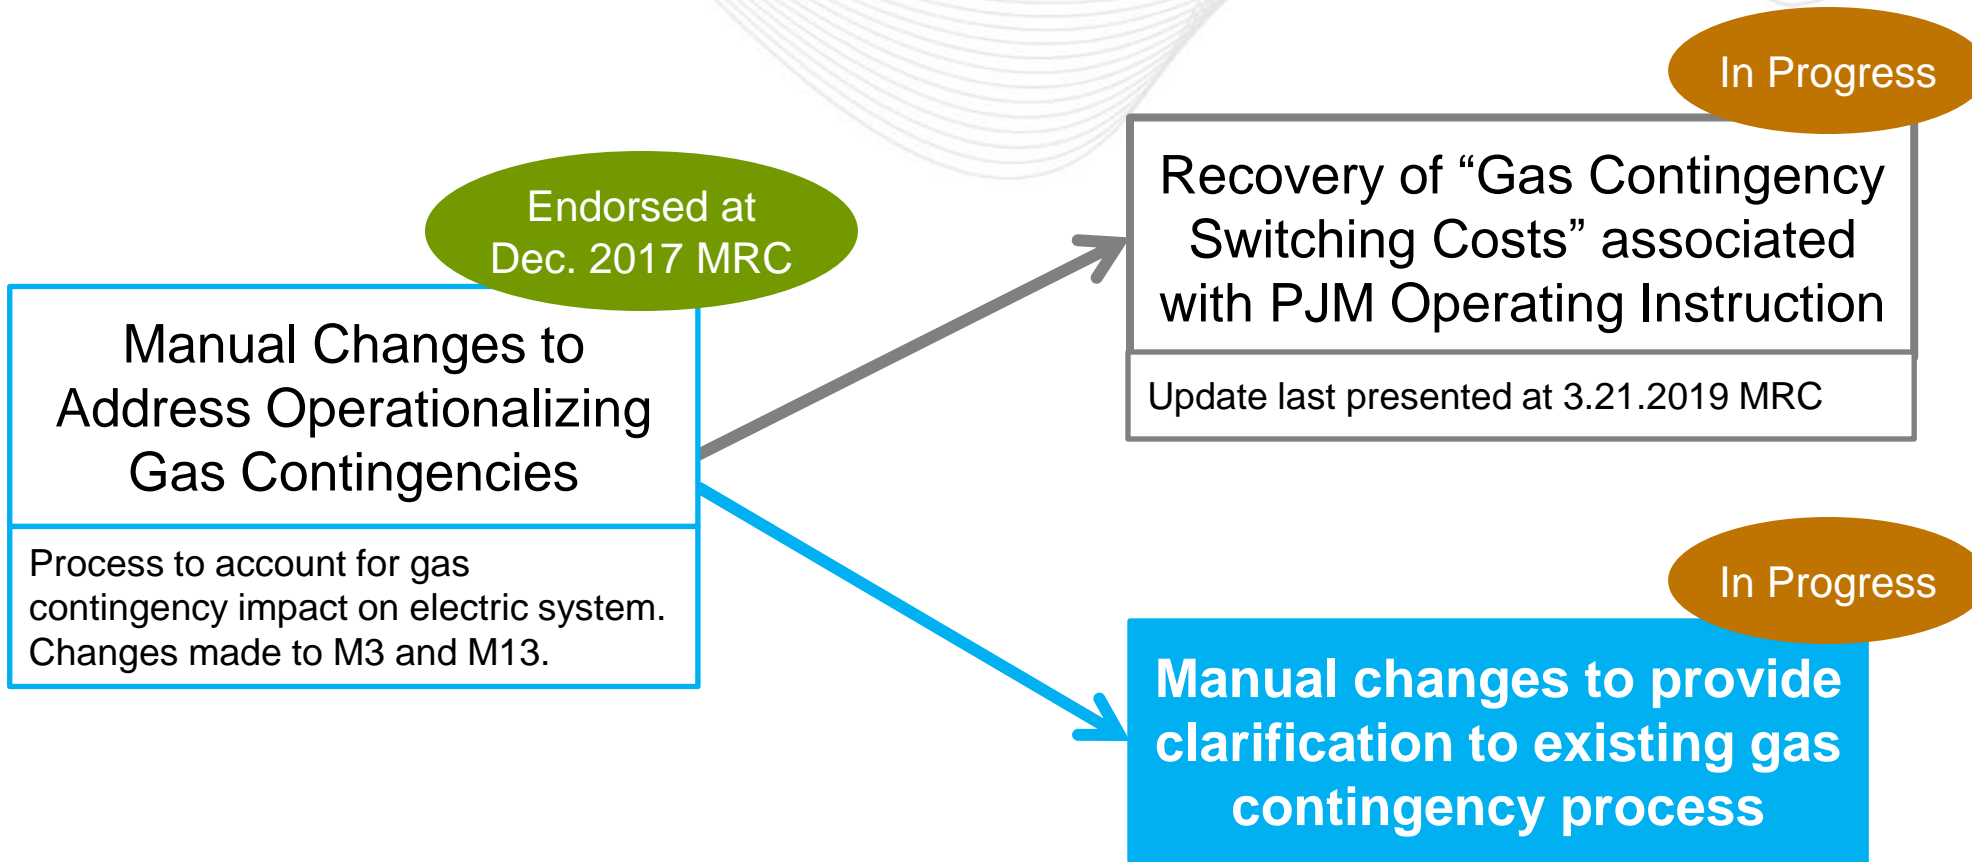 Endorsed at
Dec. 2017 MRC
Manual Changes to
Address Operationalizing
Gas Contingencies
Process to account for gas
contingency impact on electric system.
Changes made to M3 and M13.
In Progress
Recovery of “Gas Contingency
Switching Costs” associated
with PJM Operating Instruction
Update last presented at 3.21.2019 MRC
In Progress
Manual changes to provide
clarification to existing gas
contingency process